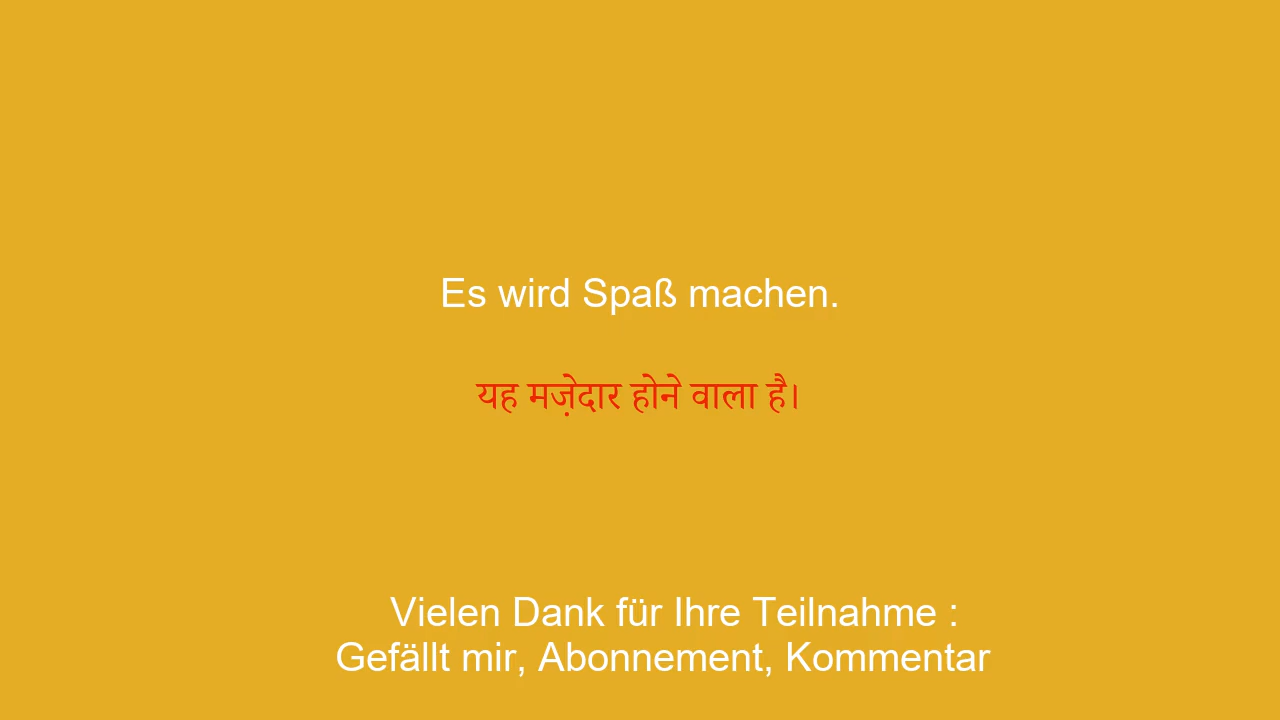 Es wird Spaß machen.
यह मज़ेदार होने वाला है।
Vielen Dank für Ihre Teilnahme :
Gefällt mir, Abonnement, Kommentar